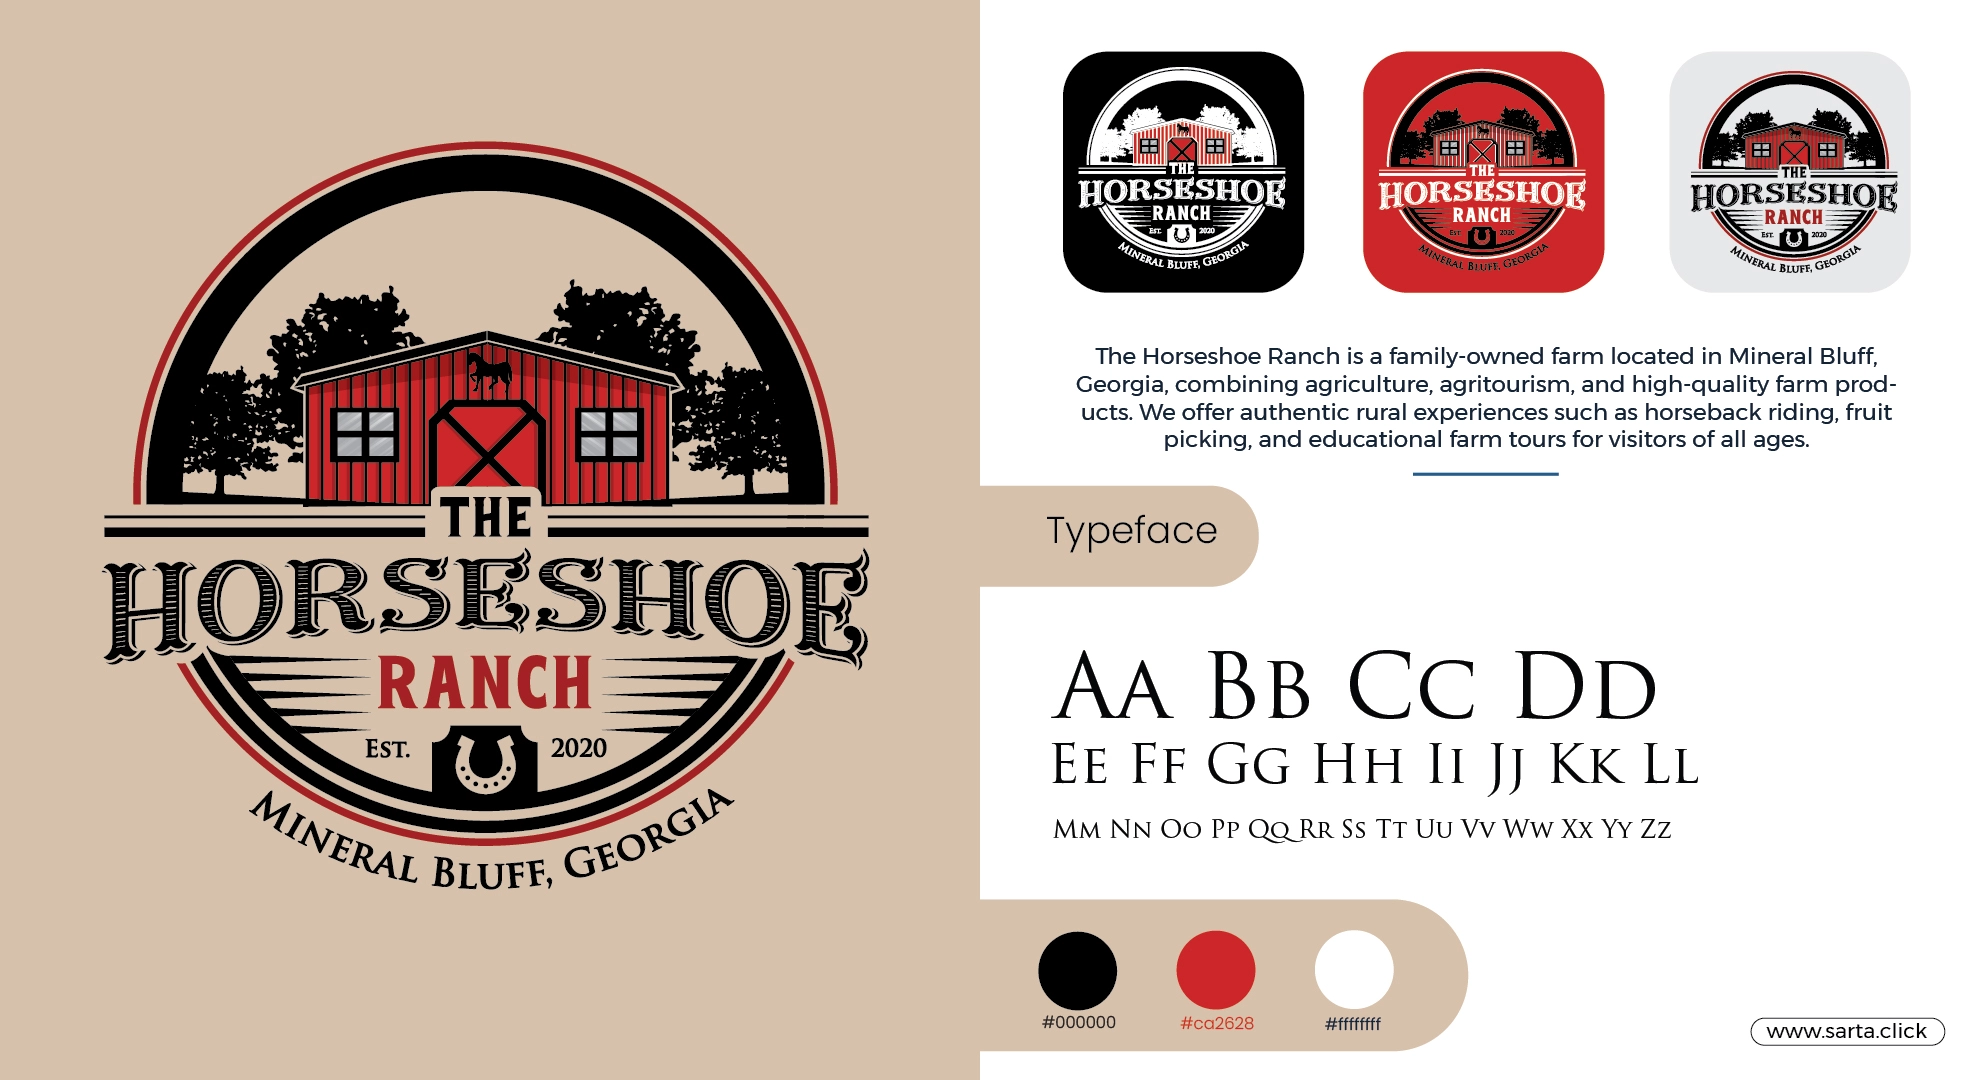 THE
HORSESHOE
RANCH
EST. 2020
MINERAL BLUFF, GEORGIA
THE
HORSESHOE
RANCH
EST. 2020
MINERAL BLUFF, GEORGIA
THE
HORSESHOE
RANCH
EST. 2020
MINERAL BLUFF, GEORGIA
THE
HORSESHOE
RANCH
EST. 2020
MINERAL BLUFF, GEORGIA
The Horseshoe Ranch is a family-owned farm located in Mineral Bluff,
Georgia, combining agriculture, agritourism, and high-quality farm prod-
ucts. We offer authentic rural experiences such as horseback riding, fruit
picking, and educational farm tours for visitors of all ages.
Typeface
Aa Bb Cc Dd
Ee Ff Gg Hh Ii Jj Kk Ll
Mm Nn Oo Pp Qq Rr Ss Tt Uu Vv Ww Xx Yy Zz
#000000 #ca2628 #ffffffff
www.sarta.click